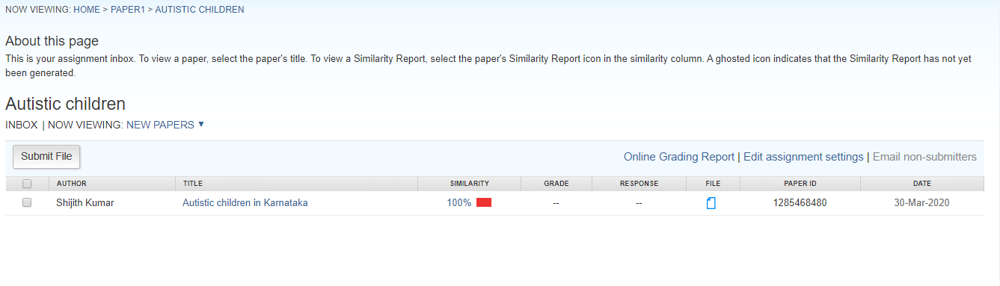 NOW VIEWING: HOME > PAPER1 > AUTISTIC CHILDREN
About this page
This is your assignment inbox. To view a paper, select the paper's title. To view a Similarity Report, select the paper's Similarity Report icon in the similarity column. A ghosted icon indicates that the Similarity Report has not yet
been generated.
Autistic children
INBOX | NOW VIEWING: NEW PAPERS ▼
Submit File Online Grading Report | Edit assignment settings | Email non-submitters
AUTHOR TITLE SIMILARITY GRADE RESPONSE FILE PAPER ID DATE
Shijith Kumar Autistic children in Karnataka 100% -- -- 1285468480 30-Mar-2020